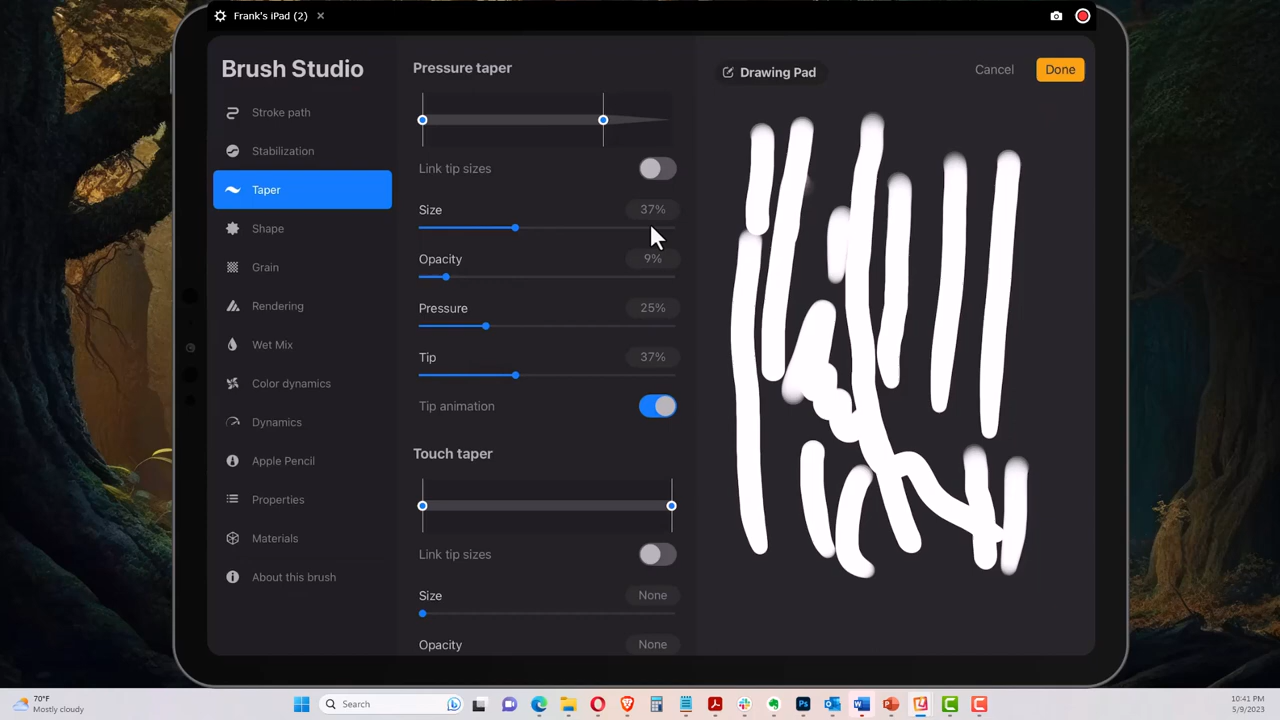 Frank's iPad (2)
Brush Studio
Stroke path
Stabilization
Taper
Shape
Grain
Rendering
Wet Mix
Color dynamics
Dynamics
Apple Pencil
Properties
Materials
About this brush
Pressure taper
Link tip sizes
Size 37%
Opacity 9%
Pressure 25%
Tip 37%
Tip animation
Touch taper
Link tip sizes
Size None
Opacity None
Drawing Pad
Cancel
Done
70°F
Mostly cloudy
Search
10:41 PM
5/9/2023